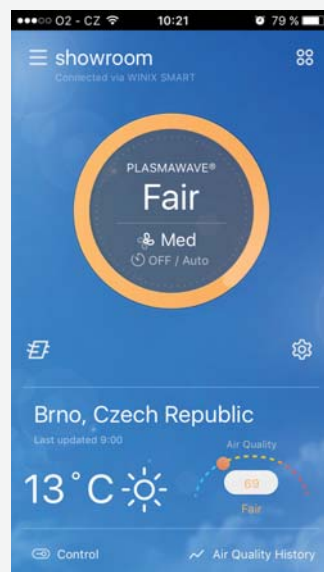 O2 - CZ 10:21 79 %
showroom
Connected via WINIX SMART
PLASMAWAVE®
Fair
Med
OFF / Auto
Brno, Czech Republic
Last updated 9:00
Air Quality
13°C
69
Fair
Control Air Quality History